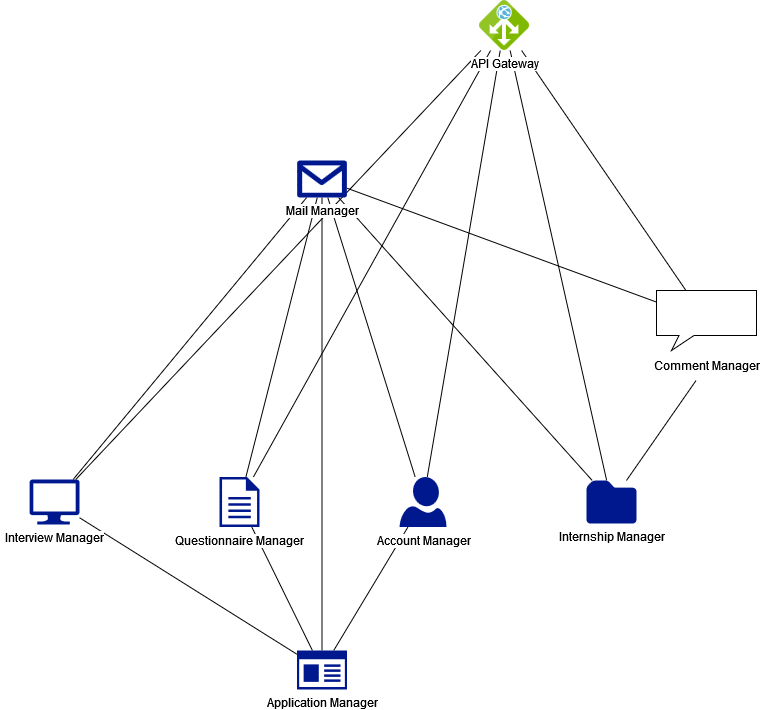 API Gateway
Mail Manager
Comment Manager
Interview Manager
Questionnaire Manager
Account Manager
Internship Manager
Application Manager